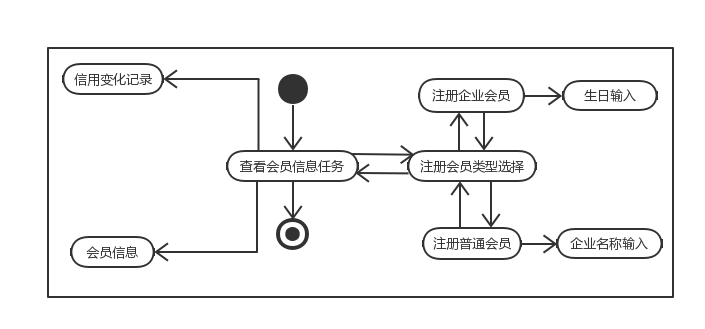 信用变化记录
注册企业会员
生日输入
查看会员信息任务
注册会员类型选择
会员信息
注册普通会员
企业名称输入